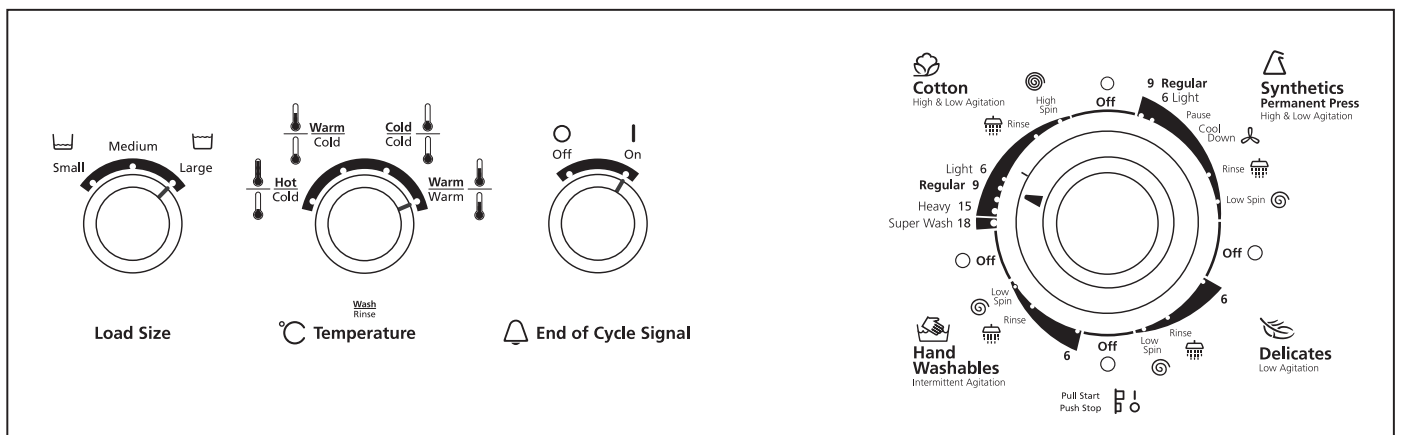 Small
Medium
Large
Load Size
Hot
Cold
Warm
Cold
Cold
Cold
Warm
Warm
Wash
Rinse
°C Temperature
Off
On
End of Cycle Signal
Cotton
High & Low Agitation
High
Spin
Rinse
Light 6
Regular 9
Heavy 15
Super Wash 18
Off
Off
9 Regular
6 Light
Pause
Cool
Down
Rinse
Low Spin
Off
Synthetics
Permanent Press
High & Low Agitation
Low
Spin
Rinse
6
Hand
Washables
Intermittent Agitation
Off
Low
Spin
Rinse
6
Delicates
Low Agitation
Pull Start
Push Stop